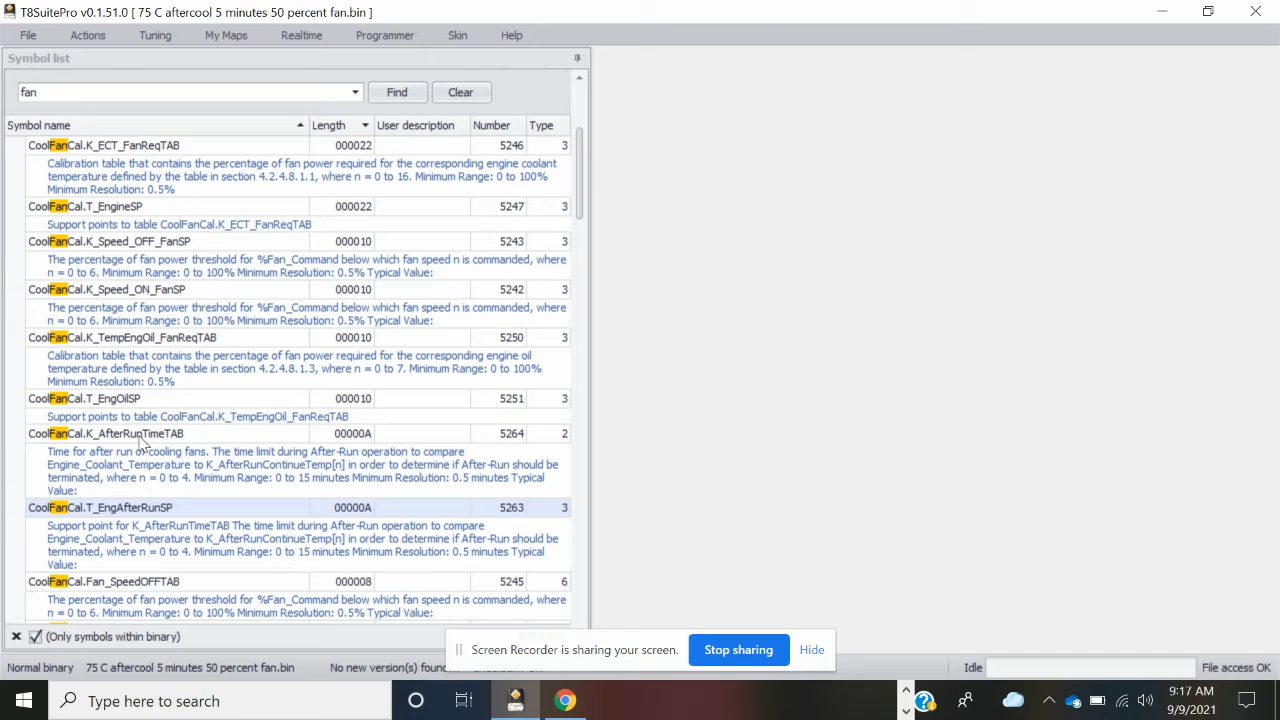 T8SuitePro v0.1.51.0 [ 75 C aftercool 5 minutes 50 percent fan.bin ]
File Actions Tuning My Maps Realtime Programmer Skin Help
Symbol list
fan Find Clear
Symbol name Length User description Number Type
CoolFanCal.K_ECT_FanReqTAB 000022 5246 3
Calibration table that contains the percentage of fan power required for the corresponding engine coolant
temperature defined by the table in section 4.2.4.8.1.1, where n = 0 to 16. Minimum Range: 0 to 100%
Minimum Resolution: 0.5%
CoolFanCal.T_EngineSP 000022 5247 3
Support points to table CoolFanCal.K_ECT_FanReqTAB
CoolFanCal.K_Speed_OFF_FanSP 000010 5243 3
The percentage of fan power threshold for %Fan_Command below which fan speed n is commanded, where
n = 0 to 6. Minimum Range: 0 to 100% Minimum Resolution: 0.5% Typical Value:
CoolFanCal.K_Speed_ON_FanSP 000010 5242 3
The percentage of fan power threshold for %Fan_Command below which fan speed n is commanded, where
n = 0 to 6. Minimum Range: 0 to 100% Minimum Resolution: 0.5% Typical Value:
CoolFanCal.K_TempEngOil_FanReqTAB 000010 5250 3
Calibration table that contains the percentage of fan power required for the corresponding engine oil
temperature defined by the table in section 4.2.4.8.1.3, where n = 0 to 7. Minimum Range: 0 to 100%
Minimum Resolution: 0.5%
CoolFanCal.T_EngOilSP 000010 5251 3
Support points to table CoolFanCal.K_TempEngOil_FanReqTAB
CoolFanCal.K_AfterRunTimeTAB 00000A 5264 2
Time for after run of cooling fans. The time limit during After-Run operation to compare
Engine_Coolant_Temperature to K_AfterRunContinueTemp[n] in order to determine if After-Run should be
terminated, where n = 0 to 4. Minimum Range: 0 to 15 minutes Minimum Resolution: 0.5 minutes Typical
Value:
CoolFanCal.T_EngAfterRunSP 00000A 5263 3
Support point for K_AfterRunTimeTAB The time limit during After-Run operation to compare
Engine_Coolant_Temperature to K_AfterRunContinueTemp[n] in order to determine if After-Run should be
terminated, where n = 0 to 4. Minimum Range: 0 to 15 minutes Minimum Resolution: 0.5 minutes Typical
Value:
CoolFanCal.Fan_SpeedOFFTAB 000008 5245 6
The percentage of fan power threshold for %Fan_Command below which fan speed n is commanded, where
n = 0 to 6. Minimum Range: 0 to 100% Minimum Resolution: 0.5% Typical Value:
(Only symbols within binary)
Screen Recorder is sharing your screen. Stop sharing Hide
Normal binary 75 C aftercool 5 minutes 50 percent fan.bin No new version(s) found Idle File access OK
Type here to search
9:17 AM
9/9/2021